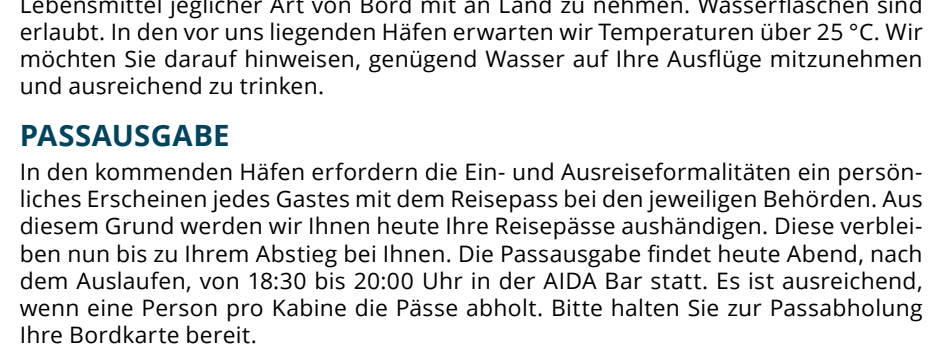 Lebensmittel jeglicher Art von Bord mit an Land zu nehmen. Wasserflaschen sind
erlaubt. In den vor uns liegenden Häfen erwarten wir Temperaturen über 25 °C. Wir
möchten Sie darauf hinweisen, genügend Wasser auf Ihre Ausflüge mitzunehmen
und ausreichend zu trinken.
PASSAUSGABE
In den kommenden Häfen erfordern die Ein- und Ausreiseformalitäten ein persön-
liches Erscheinen jedes Gastes mit dem Reisepass bei den jeweiligen Behörden. Aus
diesem Grund werden wir Ihnen heute Ihre Reisepässe aushändigen. Diese verblei-
ben nun bis zu Ihrem Abstieg bei Ihnen. Die Passausgabe findet heute Abend, nach
dem Auslaufen, von 18:30 bis 20:00 Uhr in der AIDA Bar statt. Es ist ausreichend,
wenn eine Person pro Kabine die Pässe abholt. Bitte halten Sie zur Passabholung
Ihre Bordkarte bereit.